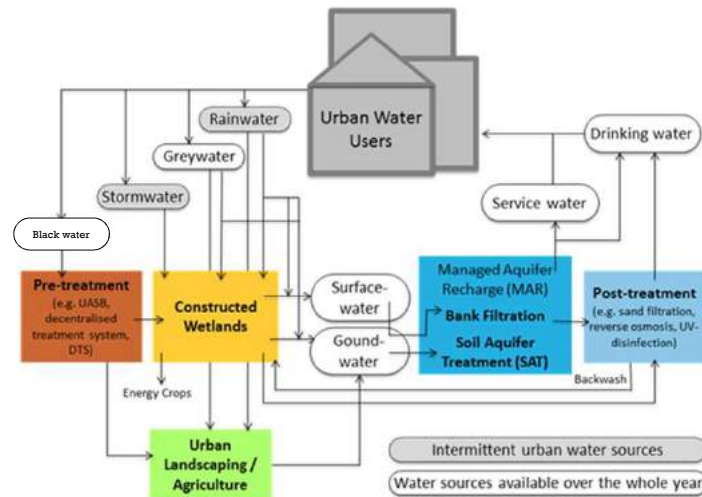 Rainwater
Urban Water
Users
Drinking water
Greywater
Stormwater
Service water
Black water
Pre-treatment
(e.g. UASB,
decentralised
treatment system,
DTS)
Constructed
Wetlands
Surface-
water
Gound-
water
Managed Aquifer
Recharge (MAR)
Bank Filtration
Soil Aquifer
Treatment (SAT)
Post-treatment
(e.g. sand filtration,
reverse osmosis, UV-
disinfection)
Backwash
Energy Crops
Urban
Landscaping /
Agriculture
Intermittent urban water sources
Water sources available over the whole year